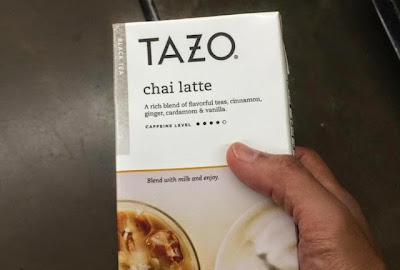 BLACK TEA
TAZO®
chai latte
A rich blend of flavorful teas, cinnamon,
ginger, cardamom & vanilla.
CAFFEINE LEVEL ●●●●○
Blend with milk and enjoy.